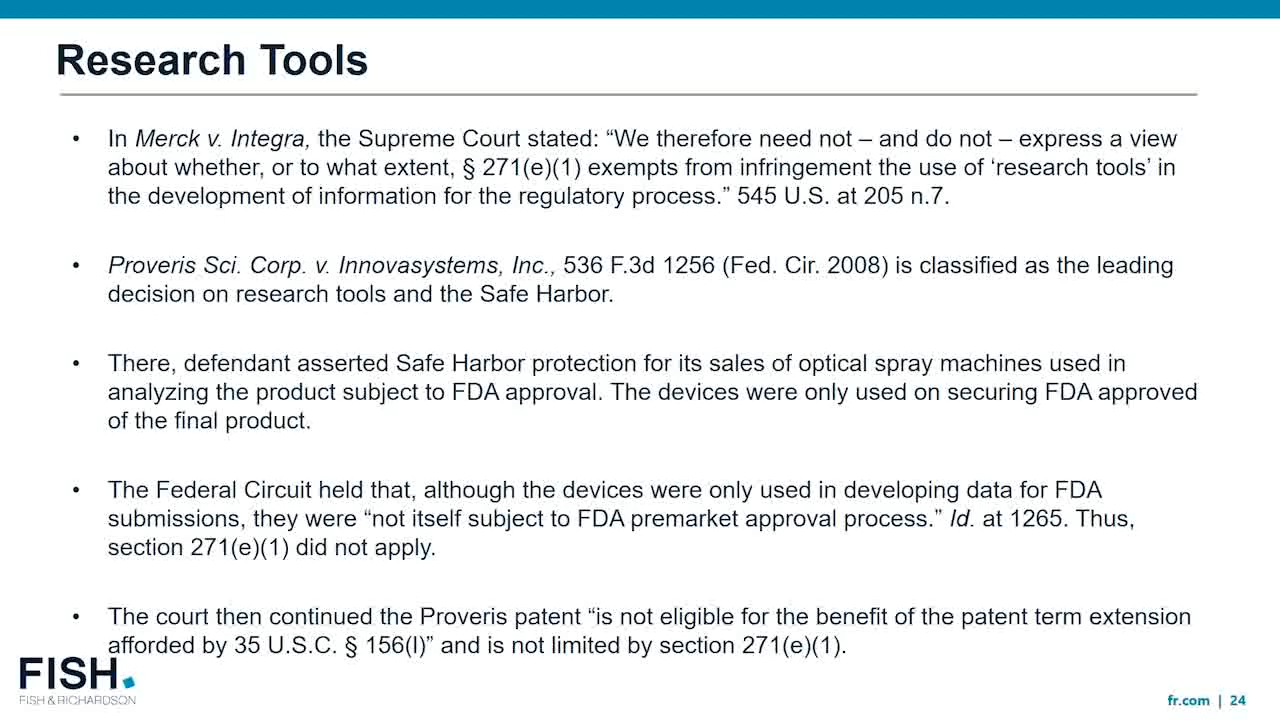 Research Tools
• In Merck v. Integra, the Supreme Court stated: “We therefore need not – and do not – express a view
about whether, or to what extent, § 271(e)(1) exempts from infringement the use of ‘research tools’ in
the development of information for the regulatory process.” 545 U.S. at 205 n.7.
• Proveris Sci. Corp. v. Innovasystems, Inc., 536 F.3d 1256 (Fed. Cir. 2008) is classified as the leading
decision on research tools and the Safe Harbor.
• There, defendant asserted Safe Harbor protection for its sales of optical spray machines used in
analyzing the product subject to FDA approval. The devices were only used on securing FDA approved
of the final product.
• The Federal Circuit held that, although the devices were only used in developing data for FDA
submissions, they were “not itself subject to FDA premarket approval process.” Id. at 1265. Thus,
section 271(e)(1) did not apply.
• The court then continued the Proveris patent “is not eligible for the benefit of the patent term extension
afforded by 35 U.S.C. § 156(l)” and is not limited by section 271(e)(1).
FISH.
FISH & RICHARDSON
fr.com | 24